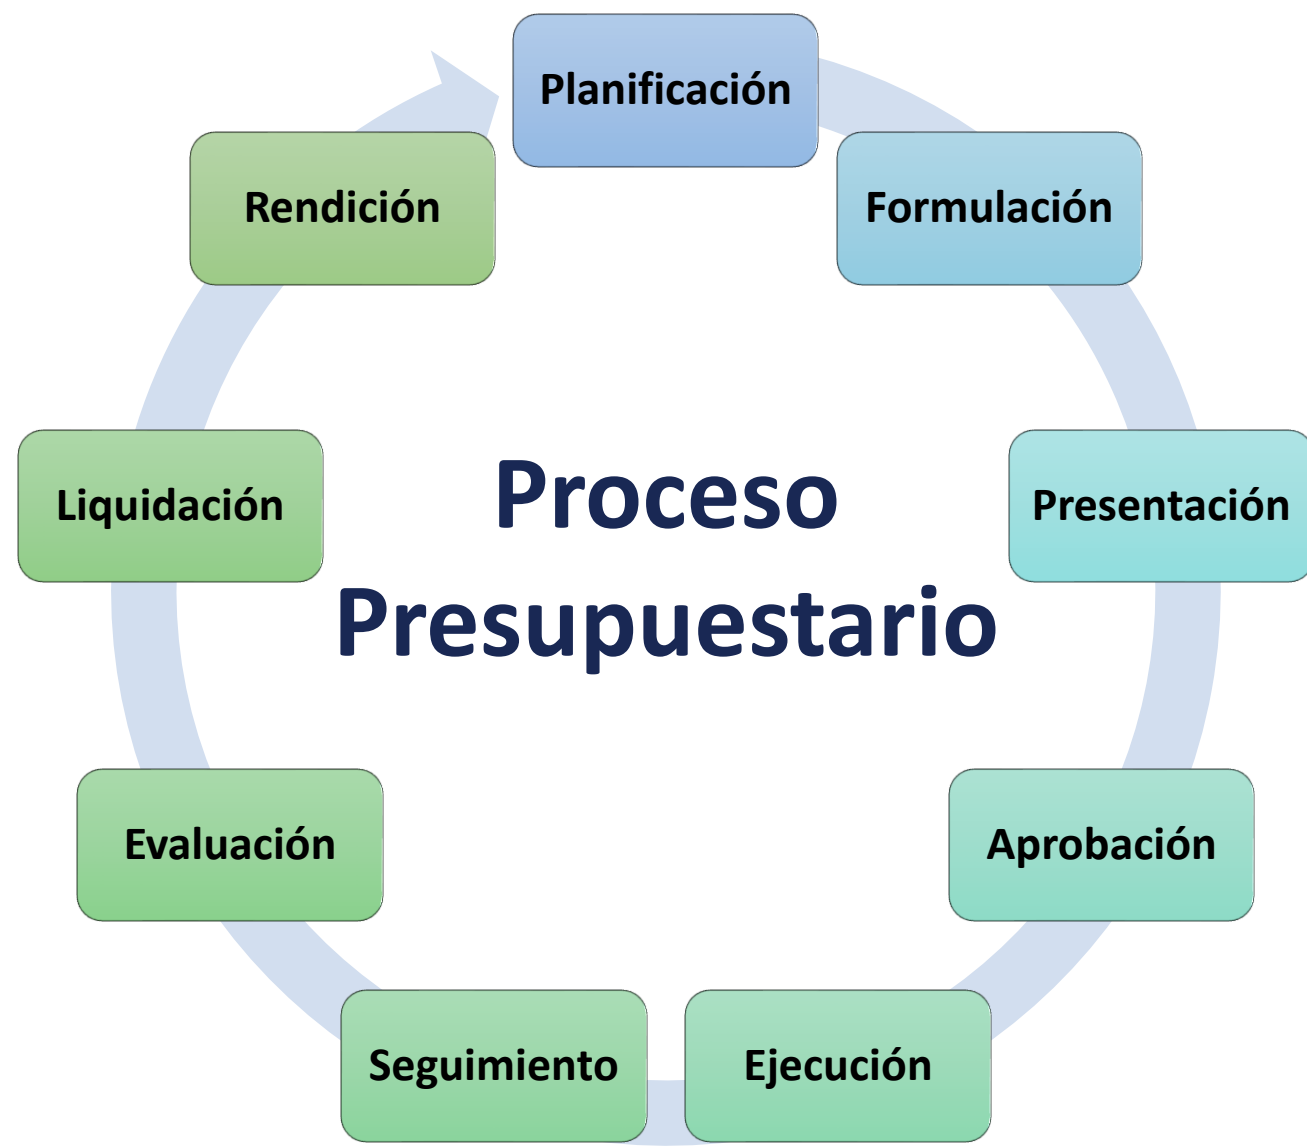 Planificación
Formulación
Presentación
Aprobación
Ejecución
Seguimiento
Evaluación
Liquidación
Rendición
Proceso
Presupuestario